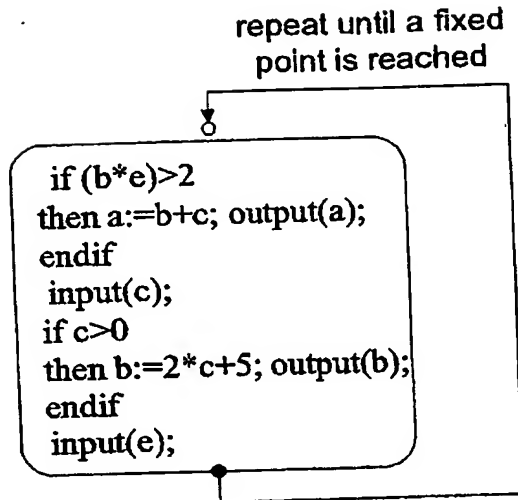 repeat until a fixed
point is reached
if (b*e)>2
then a:=b+c; output(a);
endif
input(c);
if c>0
then b:=2*c+5; output(b);
endif
input(e);